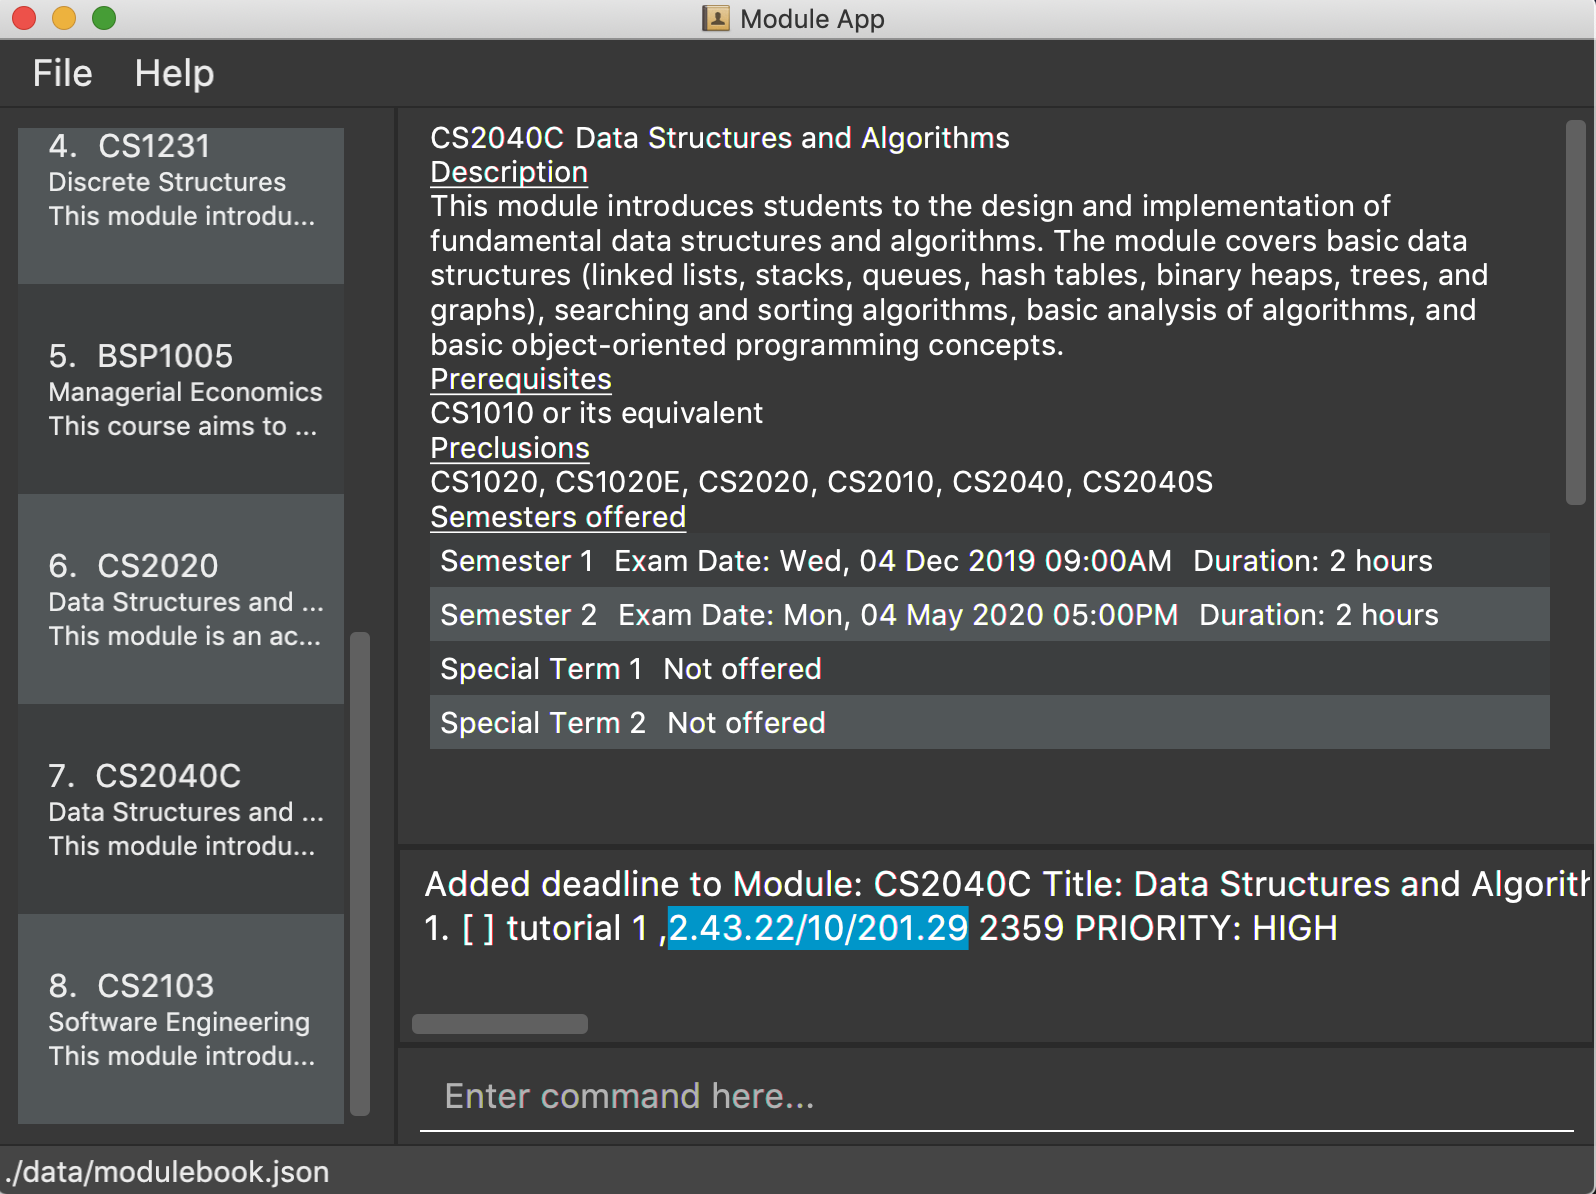 Module App
File Help
4. CS1231
Discrete Structures
This module introdu...
5. BSP1005
Managerial Economics
This course aims to ...
6. CS2020
Data Structures and ...
This module is an ac...
7. CS2040C
Data Structures and ...
This module introdu...
8. CS2103
Software Engineering
This module introdu...
CS2040C Data Structures and Algorithms
Description
This module introduces students to the design and implementation of
fundamental data structures and algorithms. The module covers basic data
structures (linked lists, stacks, queues, hash tables, binary heaps, trees, and
graphs), searching and sorting algorithms, basic analysis of algorithms, and
basic object-oriented programming concepts.
Prerequisites
CS1010 or its equivalent
Preclusions
CS1020, CS1020E, CS2020, CS2010, CS2040, CS2040S
Semesters offered
Semester 1 Exam Date: Wed, 04 Dec 2019 09:00AM Duration: 2 hours
Semester 2 Exam Date: Mon, 04 May 2020 05:00PM Duration: 2 hours
Special Term 1 Not offered
Special Term 2 Not offered
Added deadline to Module: CS2040C Title: Data Structures and Algorith
1. [ ] tutorial 1 ,2.43.22/10/201.29 2359 PRIORITY: HIGH
Enter command here...
./data/modulebook.json